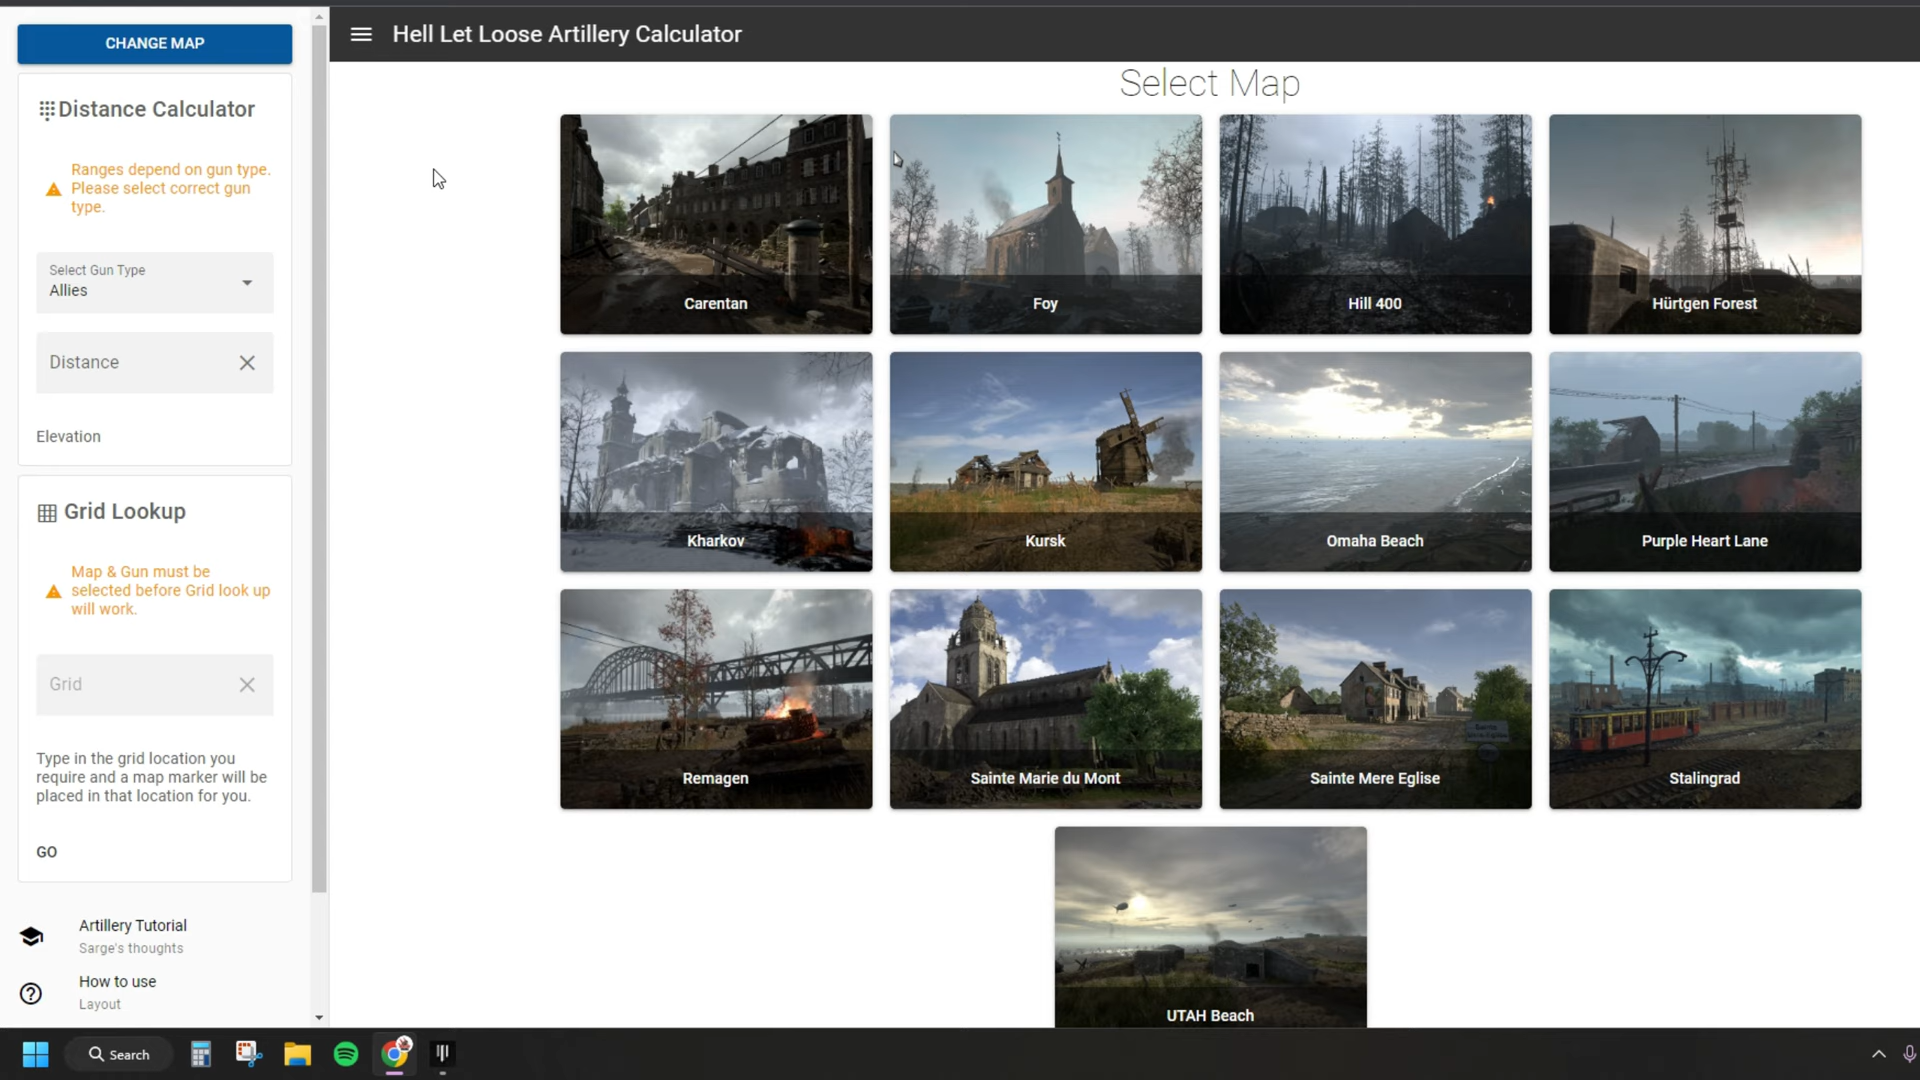 CHANGE MAP
Hell Let Loose Artillery Calculator
Select Map
Distance Calculator
Ranges depend on gun type.
Please select correct gun
type.
Select Gun Type
Allies
Distance
Elevation
Grid Lookup
Map & Gun must be
selected before Grid look up
will work.
Grid
Type in the grid location you
require and a map marker will be
placed in that location for you.
GO
Artillery Tutorial
Sarge's thoughts
How to use
Layout
Carentan
Foy
Hill 400
Hürtgen Forest
Kharkov
Kursk
Omaha Beach
Purple Heart Lane
Remagen
Sainte Marie du Mont
Sainte Mere Eglise
Stalingrad
UTAH Beach
Search